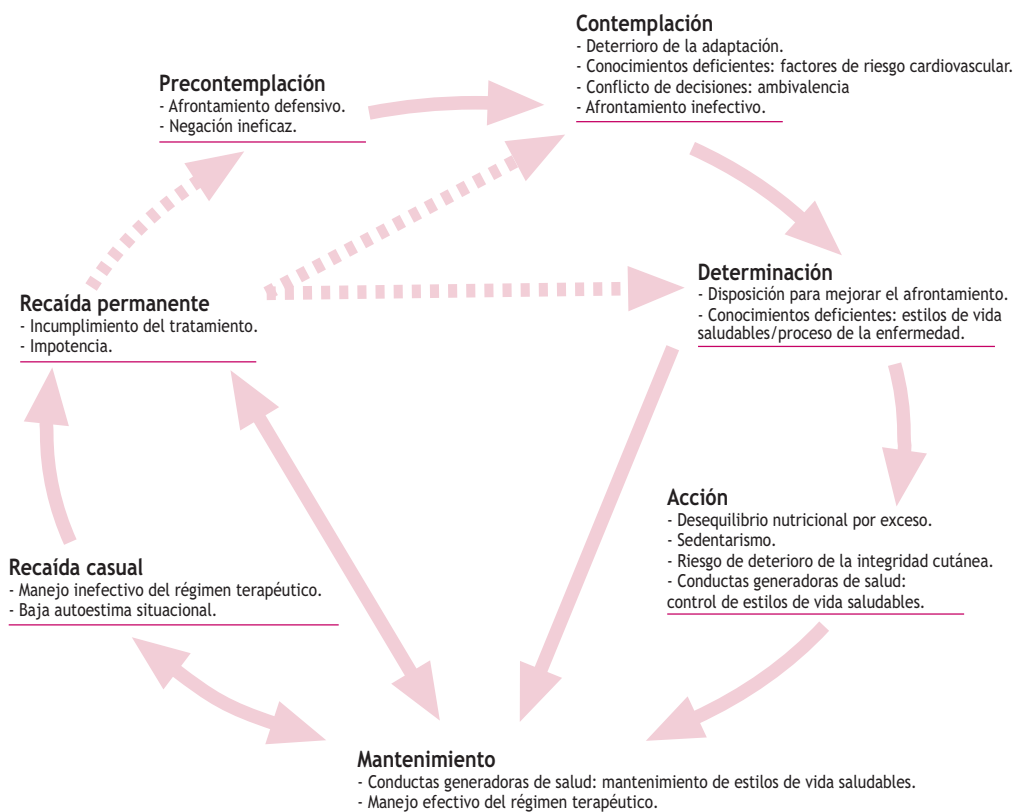 Contemplación
- Deterrioro de la adaptación.
- Conocimientos deficientes: factores de riesgo cardiovascular.
- Conflicto de decisiones: ambivalencia
- Afrontamiento inefectivo.
Precontemplación
- Afrontamiento defensivo.
- Negación ineficaz.
Determinación
- Disposición para mejorar el afrontamiento.
- Conocimientos deficientes: estilos de vida
saludables/proceso de la enfermedad.
Recaída permanente
- Incumplimiento del tratamiento.
- Impotencia.
Acción
- Desequilibrio nutricional por exceso.
- Sedentarismo.
- Riesgo de deterioro de la integridad cutánea.
- Conductas generadoras de salud:
control de estilos de vida saludables.
Recaída casual
- Manejo inefectivo del régimen terapéutico.
- Baja autoestima situacional.
Mantenimiento
- Conductas generadoras de salud: mantenimiento de estilos de vida saludables.
- Manejo efectivo del régimen terapéutico.